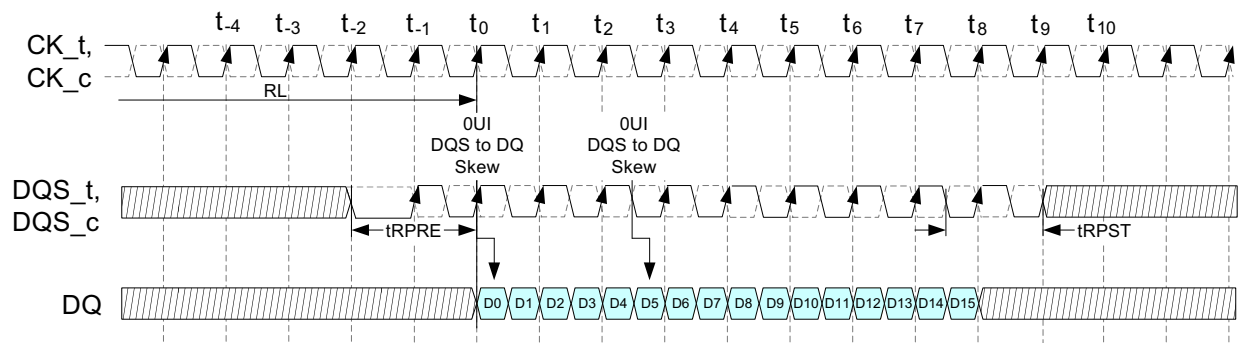 t-4 t-3 t-2 t-1 t0 t1 t2 t3 t4 t5 t6 t7 t8 t9 t10
CK_t,
CK_c
RL
0UI
DQS to DQ
Skew
0UI
DQS to DQ
Skew
DQS_t,
DQS_c
tRPRE
tRPST
DQ
D0 D1 D2 D3 D4 D5 D6 D7 D8 D9 D10 D11 D12 D13 D14 D15